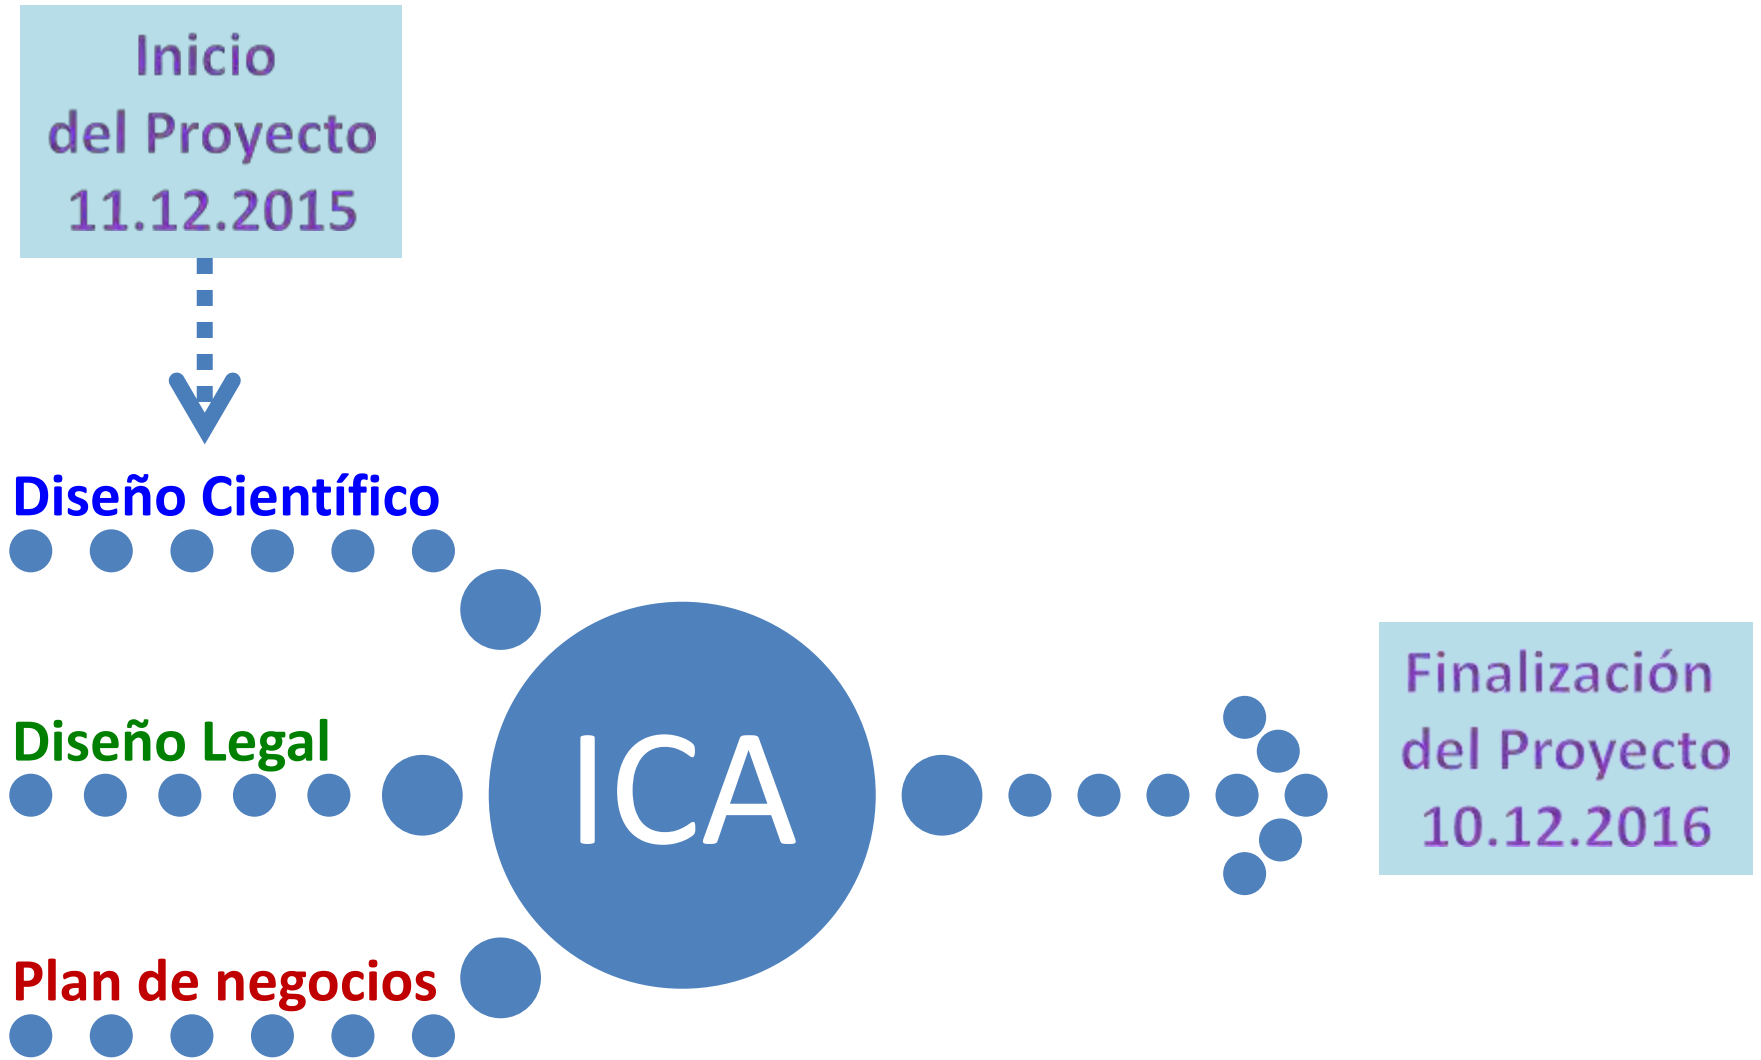 Inicio
del Proyecto
11.12.2015
Diseño Científico
Diseño Legal
Plan de negocios
ICA
Finalización
del Proyecto
10.12.2016